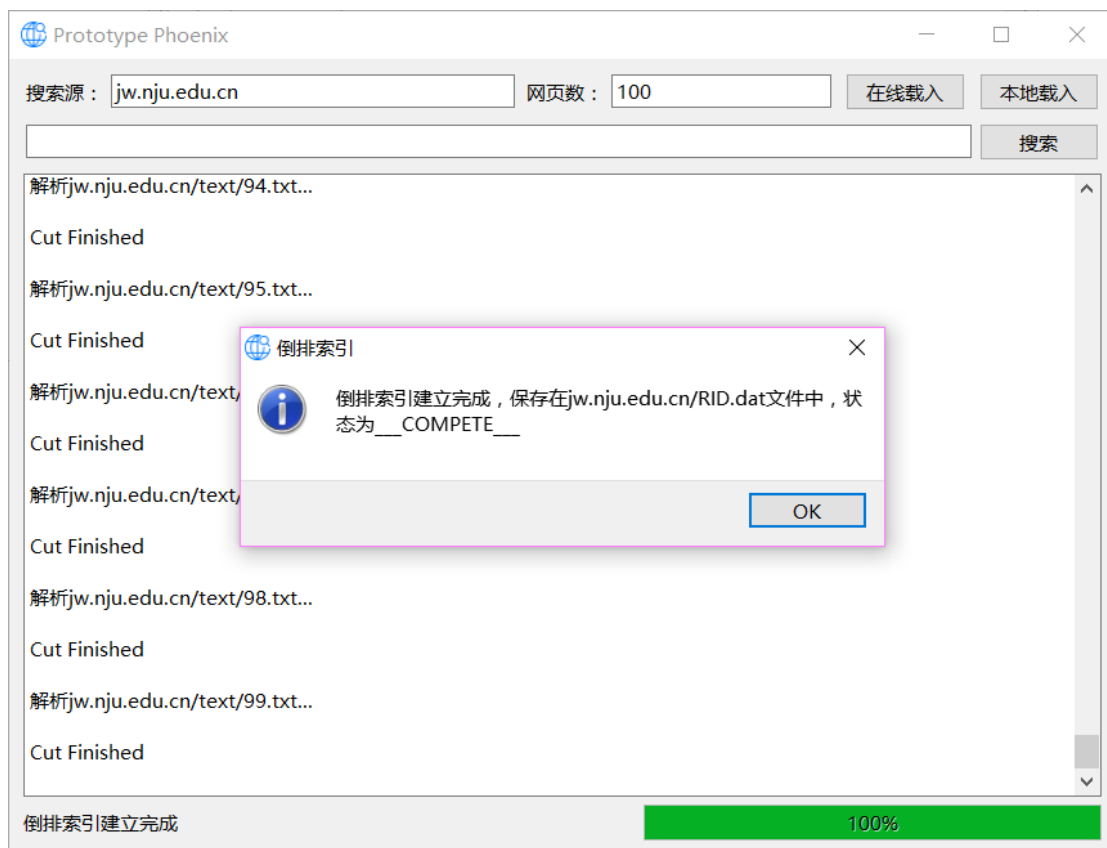 Prototype Phoenix
搜索源： jw.nju.edu.cn 网页数： 100 在线载入 本地载入
搜索
解析jw.nju.edu.cn/text/94.txt...
Cut Finished
解析jw.nju.edu.cn/text/95.txt...
Cut Finished
解析jw.nju.edu.cn/text/
Cut Finished
解析jw.nju.edu.cn/text/
Cut Finished
解析jw.nju.edu.cn/text/98.txt...
Cut Finished
解析jw.nju.edu.cn/text/99.txt...
Cut Finished
倒排索引
倒排索引建立完成，保存在jw.nju.edu.cn/RID.dat文件中，状
态为___COMPETE___
OK
倒排索引建立完成 100%